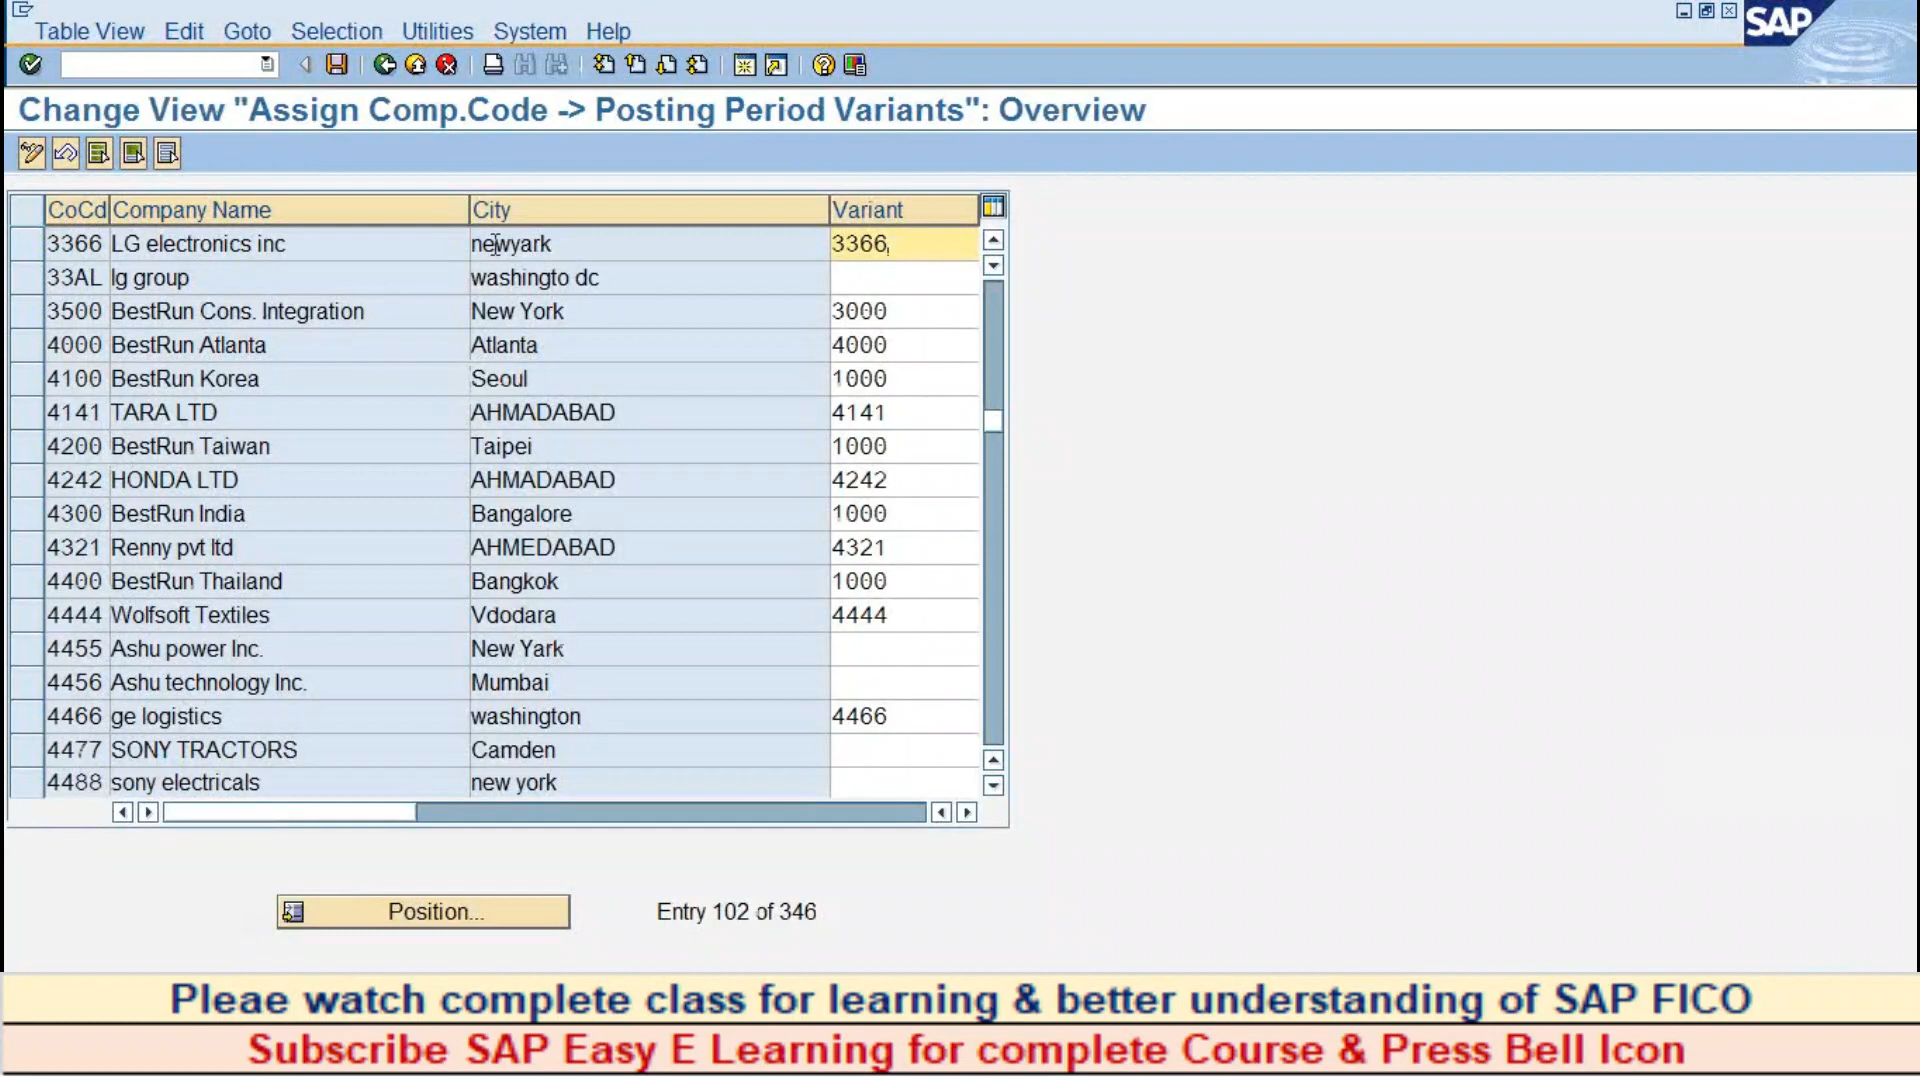 Table View Edit Goto Selection Utilities System Help
SAP
Change View "Assign Comp.Code -> Posting Period Variants": Overview
CoCd Company Name City Variant
3366 LG electronics inc newyark 3366
33AL lg group washingto dc
3500 BestRun Cons. Integration New York 3000
4000 BestRun Atlanta Atlanta 4000
4100 BestRun Korea Seoul 1000
4141 TARA LTD AHMADABAD 4141
4200 BestRun Taiwan Taipei 1000
4242 HONDA LTD AHMADABAD 4242
4300 BestRun India Bangalore 1000
4321 Renny pvt ltd AHMEDABAD 4321
4400 BestRun Thailand Bangkok 1000
4444 Wolfsoft Textiles Vdodara 4444
4455 Ashu power Inc. New Yark
4456 Ashu technology Inc. Mumbai
4466 ge logistics washington 4466
4477 SONY TRACTORS Camden
4488 sony electricals new york
Position... Entry 102 of 346
Pleae watch complete class for learning & better understanding of SAP FICO
Subscribe SAP Easy E Learning for complete Course & Press Bell Icon